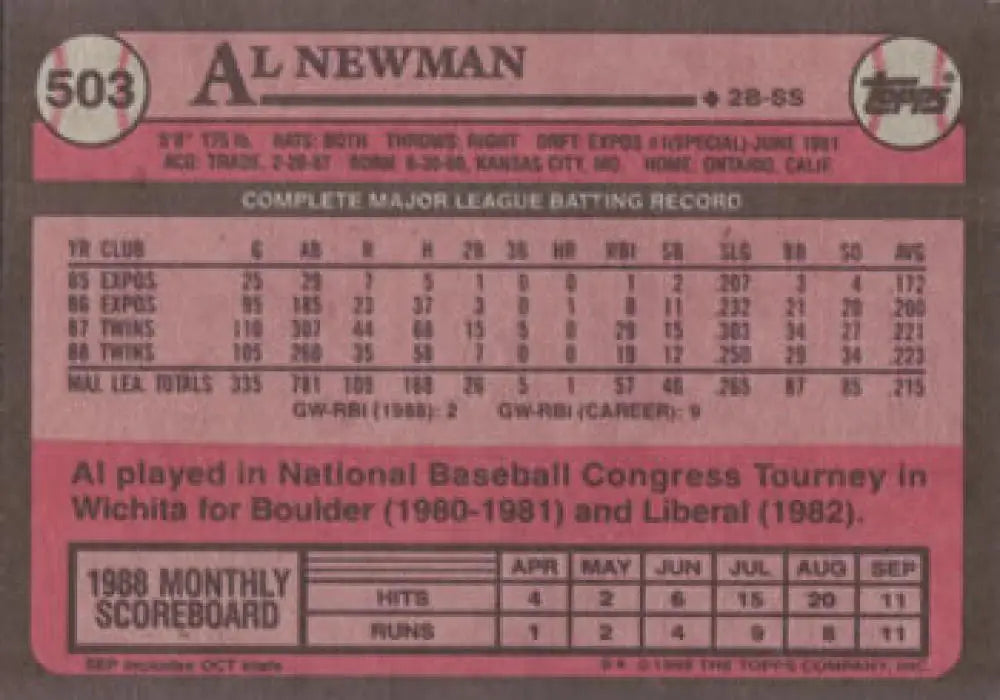 503
AL NEWMAN
Topps
♦ 2B-SS
5'9" 175 lb. BATS: BOTH THROWS: RIGHT DRFT: EXPOS #1(SPECIAL)-JUNE 1981
ACQ: TRADE, 2-20-87 BORN: 6-30-60, KANSAS CITY, MO. HOME: ONTARIO, CALIF.
COMPLETE MAJOR LEAGUE BATTING RECORD
YR CLUB G AB R H 2B 3B HR RBI SB SLG BB SO AVG
85 EXPOS 25 29 7 5 1 0 0 1 2 .207 3 4 .172
86 EXPOS 95 185 23 37 3 0 1 8 11 .232 21 20 .200
87 TWINS 110 307 44 68 15 5 0 29 15 .303 34 27 .221
88 TWINS 105 260 35 58 7 0 0 19 12 .250 29 34 .223
MAJ. LEA. TOTALS 335 781 109 168 26 5 1 57 40 .265 87 85 .215
GW-RBI (1988): 2 GW-RBI (CAREER): 9
Al played in National Baseball Congress Tourney in
Wichita for Boulder (1980-1981) and Liberal (1982).
1988 MONTHLY
SCOREBOARD
APR MAY JUN JUL AUG SEP
HITS 4 2 6 15 20 11
RUNS 1 2 4 9 8 11
SEP includes OCT stats
© 1989 THE TOPPS COMPANY, INC.